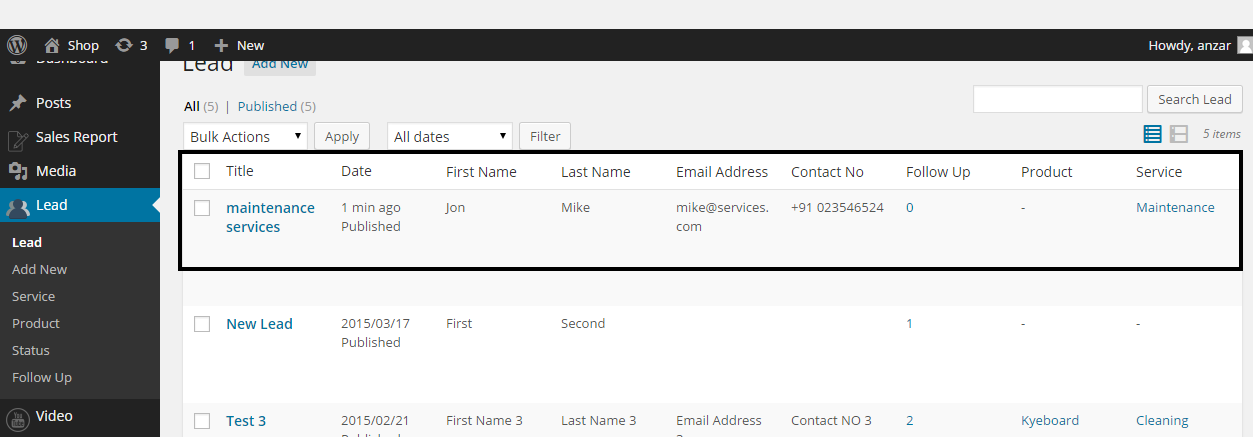 Shop 3 1 New Howdy, anzar
Dashboard
Posts
Sales Report
Media
Lead
Lead
Add New
Service
Product
Status
Follow Up
Video
Lead Add New
All (5) | Published (5)
Search Lead
Bulk Actions Apply All dates Filter 5 items
Title Date First Name Last Name Email Address Contact No Follow Up Product Service
maintenance 1 min ago Jon Mike mike@services. +91 023546524 0 - Maintenance
services Published com
New Lead 2015/03/17 First Second 1 - -
Published
Test 3 2015/02/21 First Name 3 Last Name 3 Email Address Contact NO 3 2 Kyeboard Cleaning